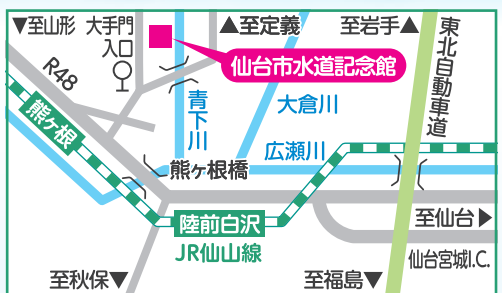 ▼至山形
大手門
入口
▲至定義
至岩手▲
東北自動車道
仙台市水道記念館
R48
青下川
大倉川
熊ヶ根
広瀬川
熊ヶ根橋
陸前白沢
JR仙山線
至仙台▶
仙台宮城I.C.
至秋保▼
至福島▼